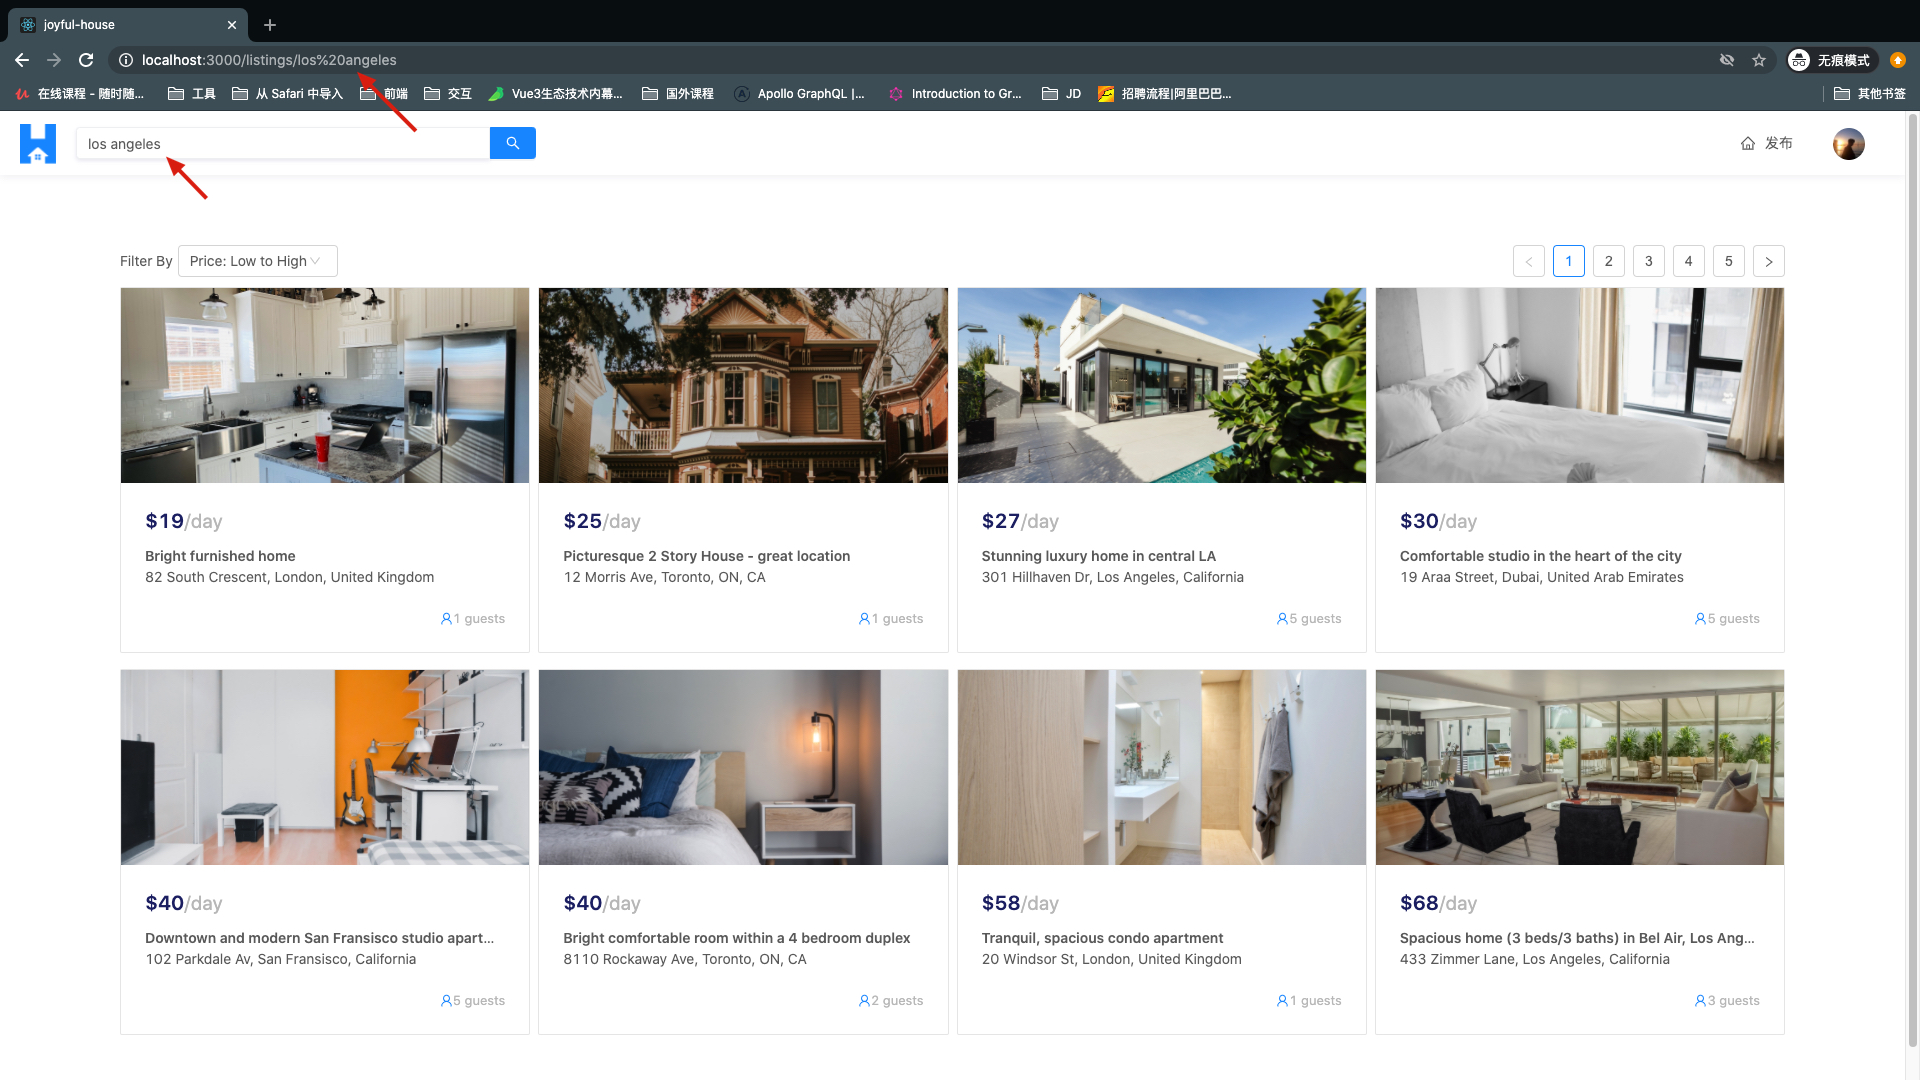 joyful-house
localhost:3000/listings/los%20angeles
无痕模式
在线课程 - 随时随...
工具
从 Safari 中导入
前端
交互
Vue3生态技术内幕...
国外课程
Apollo GraphQL |...
Introduction to Gr...
JD
招聘流程|阿里巴巴...
其他书签
los angeles
发布
Filter By
Price: Low to High
1 2 3 4 5
$19/day
Bright furnished home
82 South Crescent, London, United Kingdom
1 guests
$25/day
Picturesque 2 Story House - great location
12 Morris Ave, Toronto, ON, CA
1 guests
$27/day
Stunning luxury home in central LA
301 Hillhaven Dr, Los Angeles, California
5 guests
$30/day
Comfortable studio in the heart of the city
19 Araa Street, Dubai, United Arab Emirates
5 guests
$40/day
Downtown and modern San Fransisco studio apart...
102 Parkdale Av, San Fransisco, California
5 guests
$40/day
Bright comfortable room within a 4 bedroom duplex
8110 Rockaway Ave, Toronto, ON, CA
2 guests
$58/day
Tranquil, spacious condo apartment
20 Windsor St, London, United Kingdom
1 guests
$68/day
Spacious home (3 beds/3 baths) in Bel Air, Los Ang...
433 Zimmer Lane, Los Angeles, California
3 guests